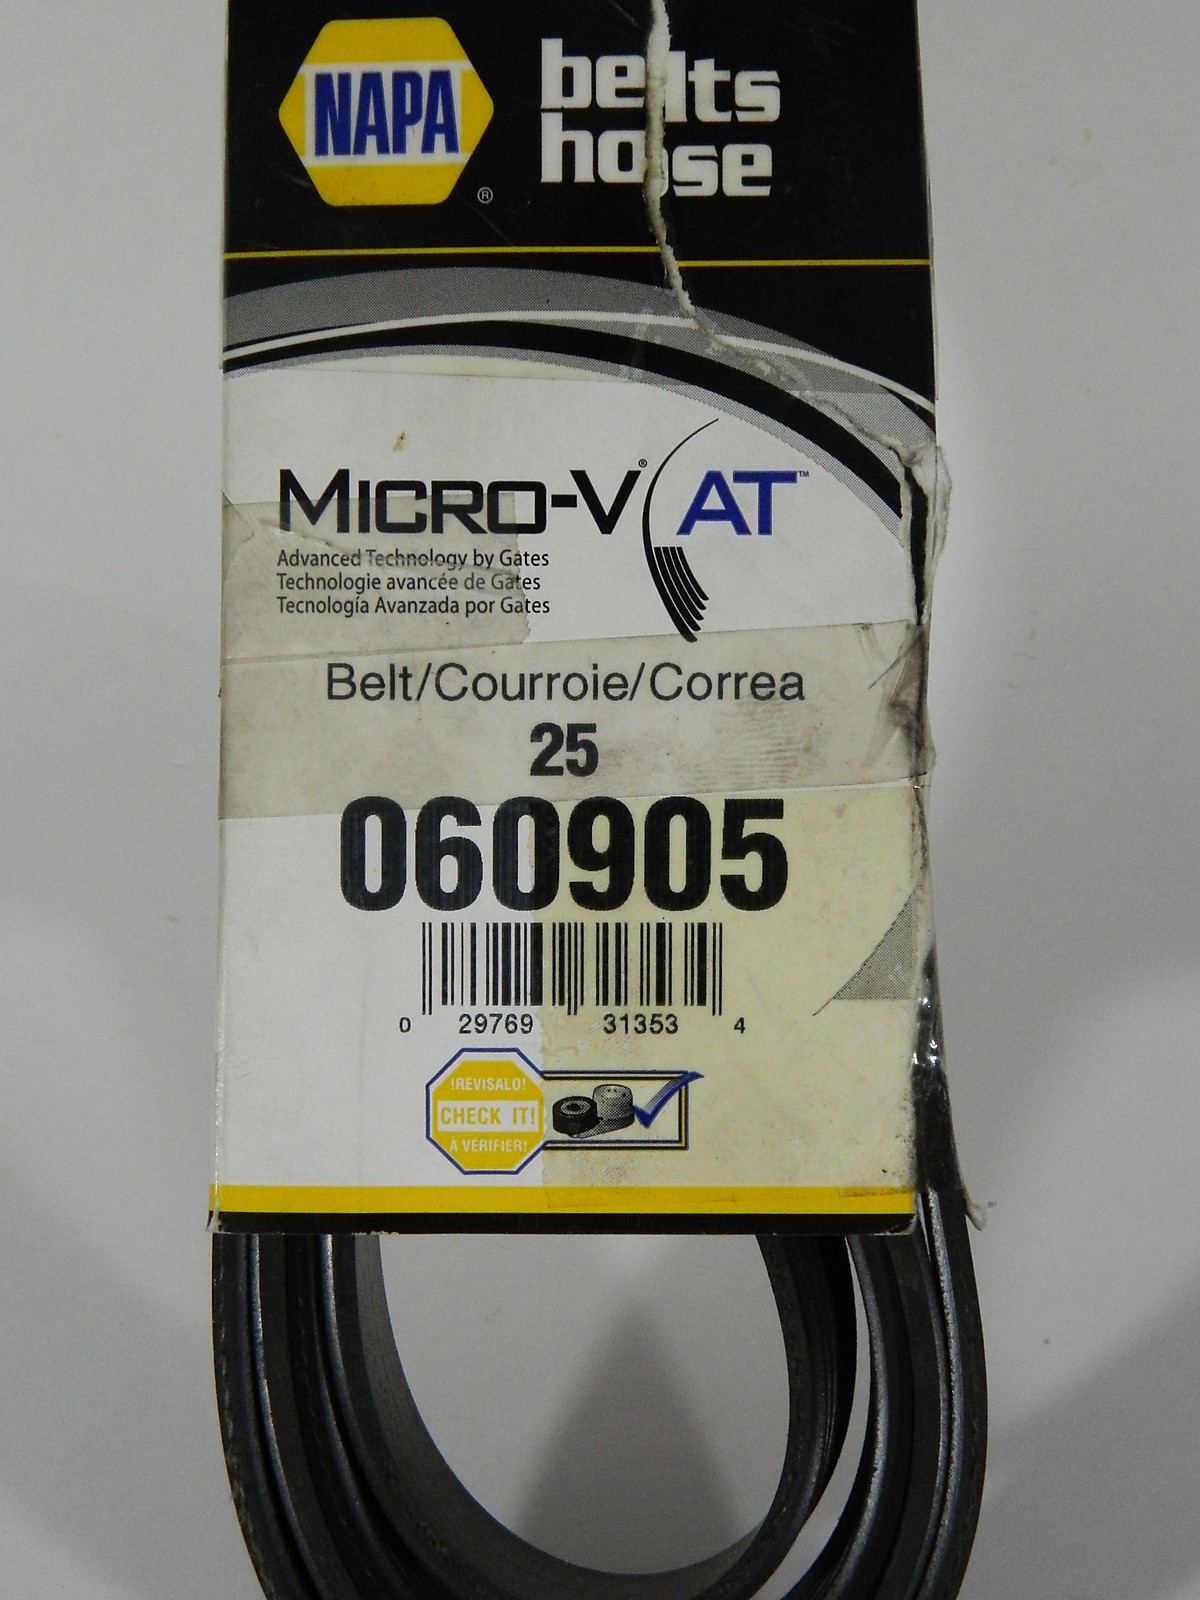 NAPA
®
belts
hose
MICRO-V® AT™
Advanced Technology by Gates
Technologie avancée de Gates
Tecnología Avanzada por Gates
Belt/Courroie/Correa
25
060905
0 29769 31353 4
!REVISALO!
CHECK IT!
À VÉRIFIER!